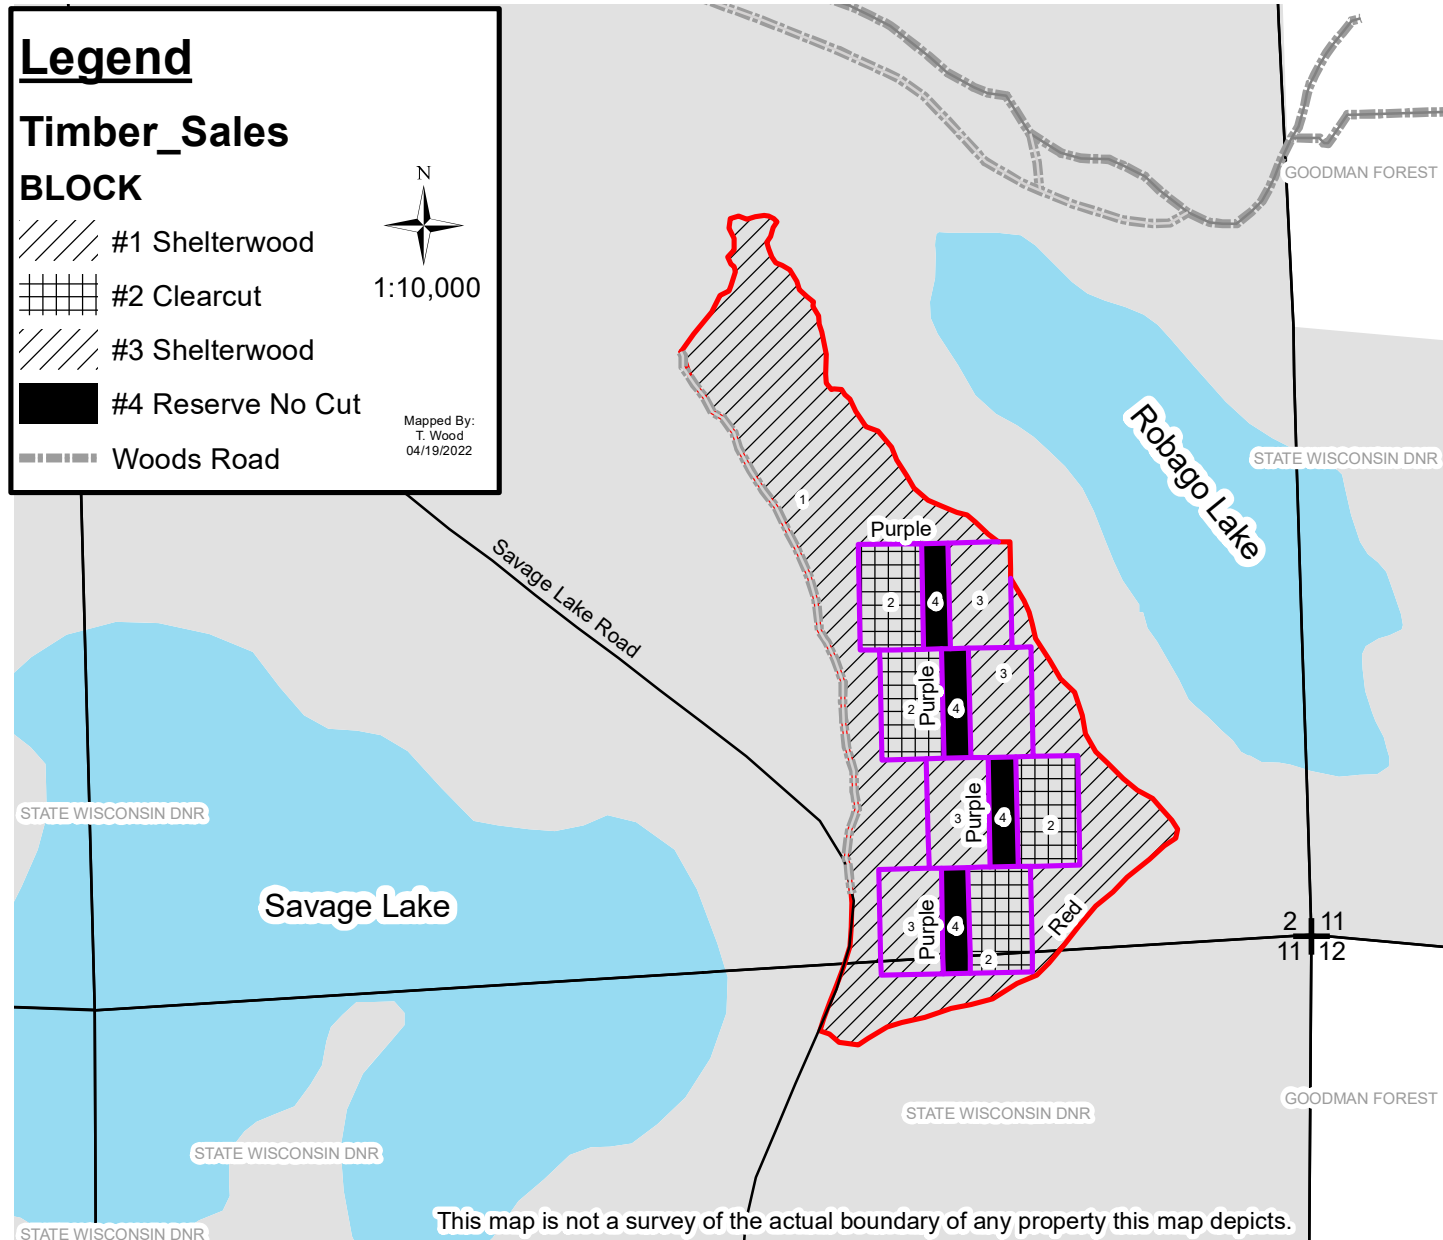 Legend
Timber_Sales
BLOCK
#1 Shelterwood
#2 Clearcut
#3 Shelterwood
#4 Reserve No Cut
Woods Road
N
1:10,000
Mapped By:
T. Wood
04/19/2022
GOODMAN FOREST
Robago Lake
STATE WISCONSIN DNR
1
Purple
Savage Lake Road
2
4
3
3
Purple
2
4
STATE WISCONSIN DNR
3
Purple
4
2
Savage Lake
3
Purple
4
2
Red
2 11
11 12
GOODMAN FOREST
STATE WISCONSIN DNR
STATE WISCONSIN DNR
STATE WISCONSIN DNR
This map is not a survey of the actual boundary of any property this map depicts.